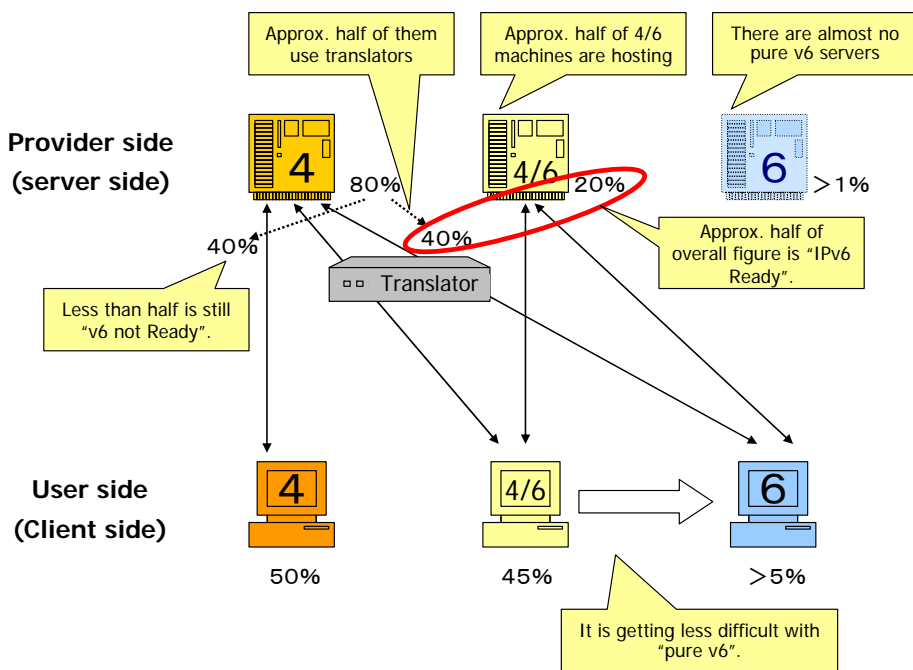 Approx. half of them
use translators
Approx. half of 4/6
machines are hosting
There are almost no
pure v6 servers
Provider side
(server side)
4
4/6
6
80%
20%
>1%
40%
40%
Approx. half of
overall figure is "IPv6
Ready".
Translator
Less than half is still
"v6 not Ready".
User side
(Client side)
4
4/6
6
50%
45%
>5%
It is getting less difficult with
"pure v6".